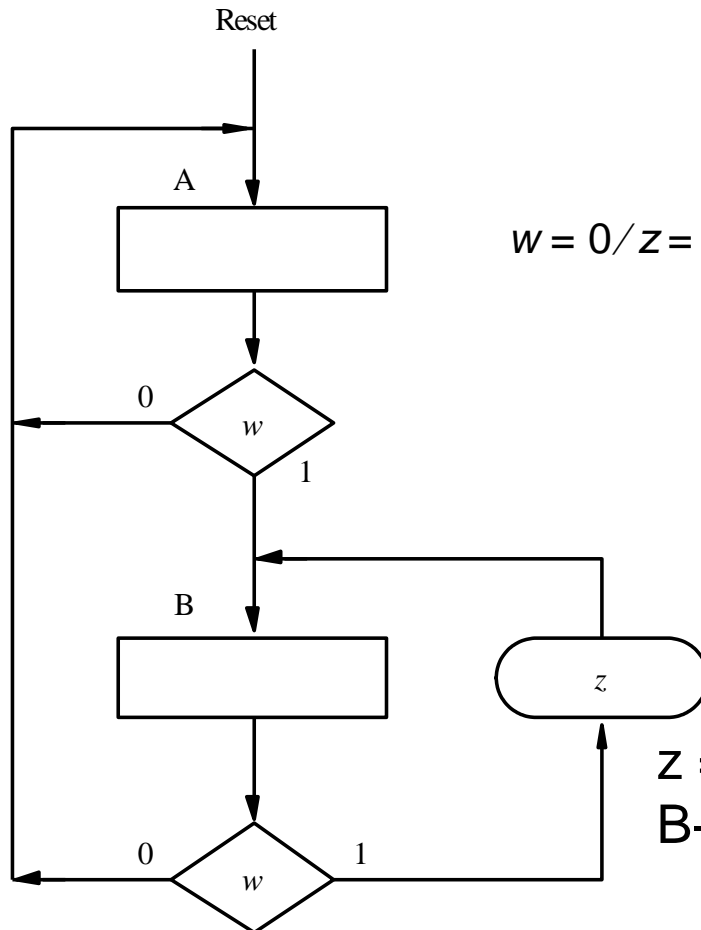 Reset
A
w = 0/z =
0
w
1
B
z
z =
B-
0
w
1